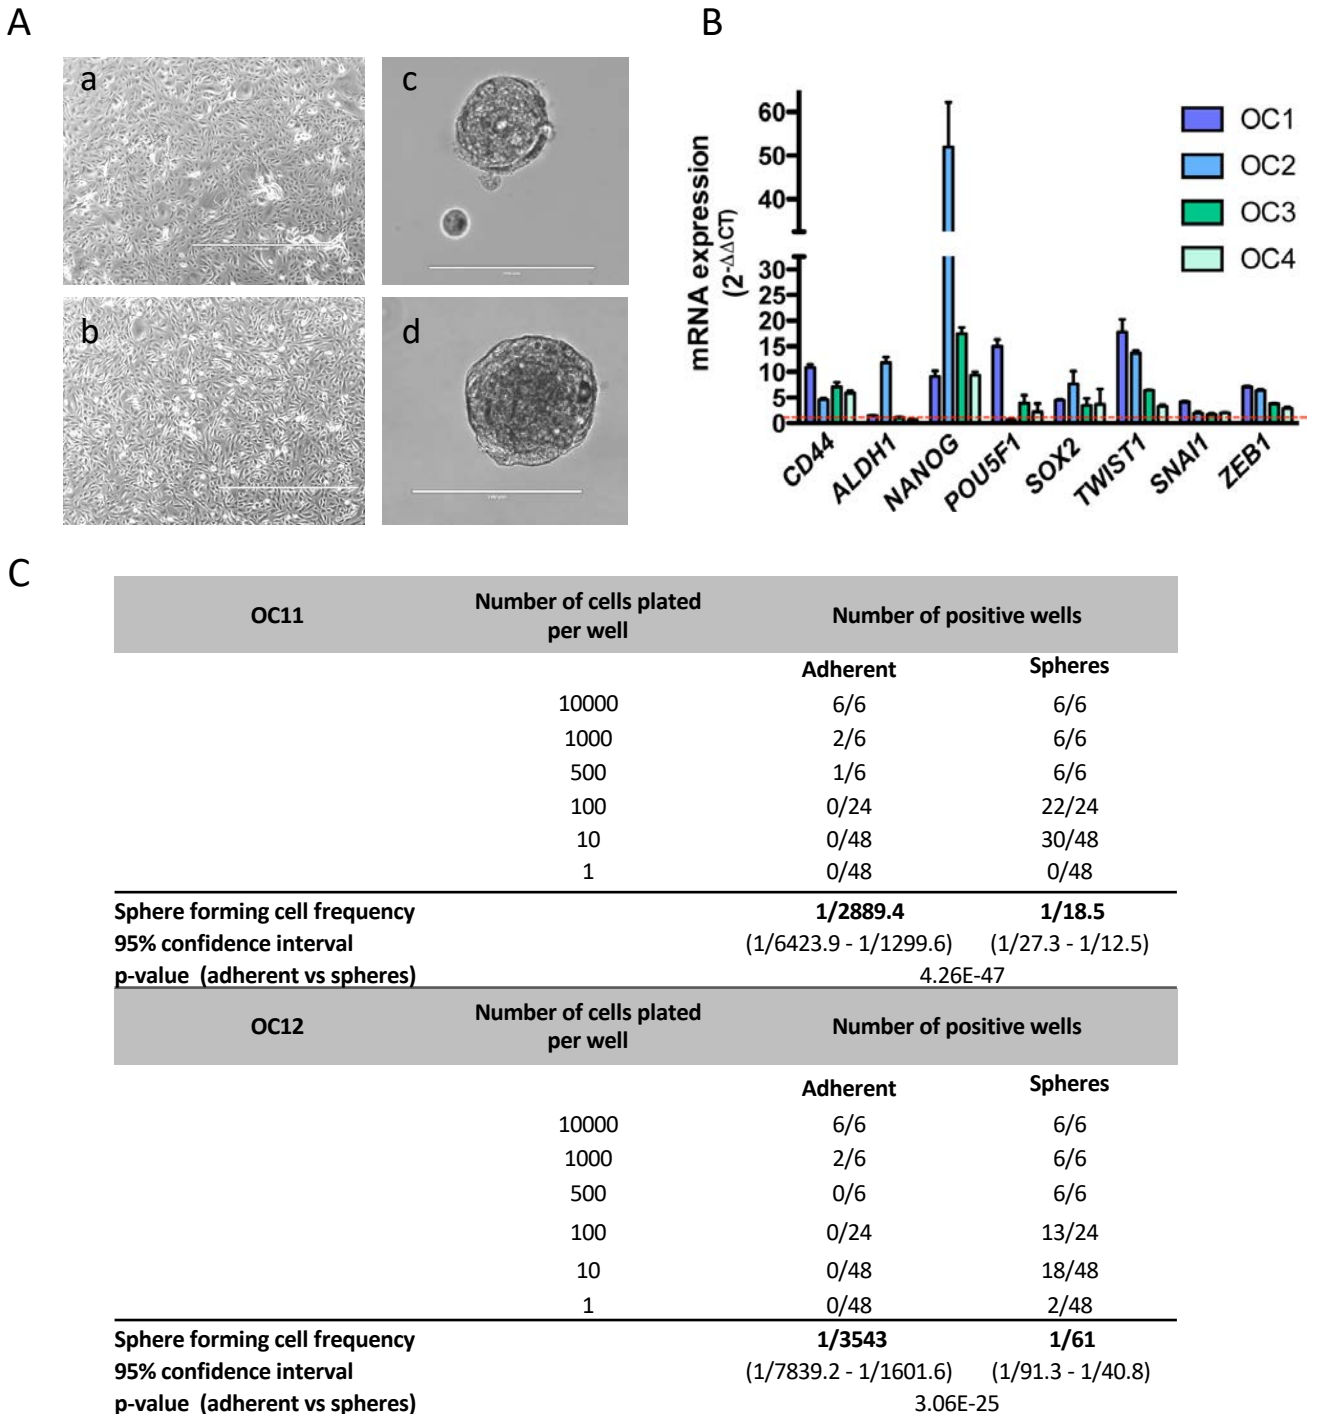 A
B
a
c
b
d
mRNA expression
(2-ΔΔCT)
60
50
40
30
25
20
15
10
5
0
OC1
OC2
OC3
OC4
CD44
ALDH1
NANOG
POU5F1
SOX2
TWIST1
SNAI1
ZEB1
C
OC11 Number of cells plated per well Number of positive wells
Adherent Spheres
10000 6/6 6/6
1000 2/6 6/6
500 1/6 6/6
100 0/24 22/24
10 0/48 30/48
1 0/48 0/48
Sphere forming cell frequency 1/2889.4 1/18.5
95% confidence interval (1/6423.9 - 1/1299.6) (1/27.3 - 1/12.5)
p-value (adherent vs spheres) 4.26E-47
OC12 Number of cells plated per well Number of positive wells
Adherent Spheres
10000 6/6 6/6
1000 2/6 6/6
500 0/6 6/6
100 0/24 13/24
10 0/48 18/48
1 0/48 2/48
Sphere forming cell frequency 1/3543 1/61
95% confidence interval (1/7839.2 - 1/1601.6) (1/91.3 - 1/40.8)
p-value (adherent vs spheres) 3.06E-25